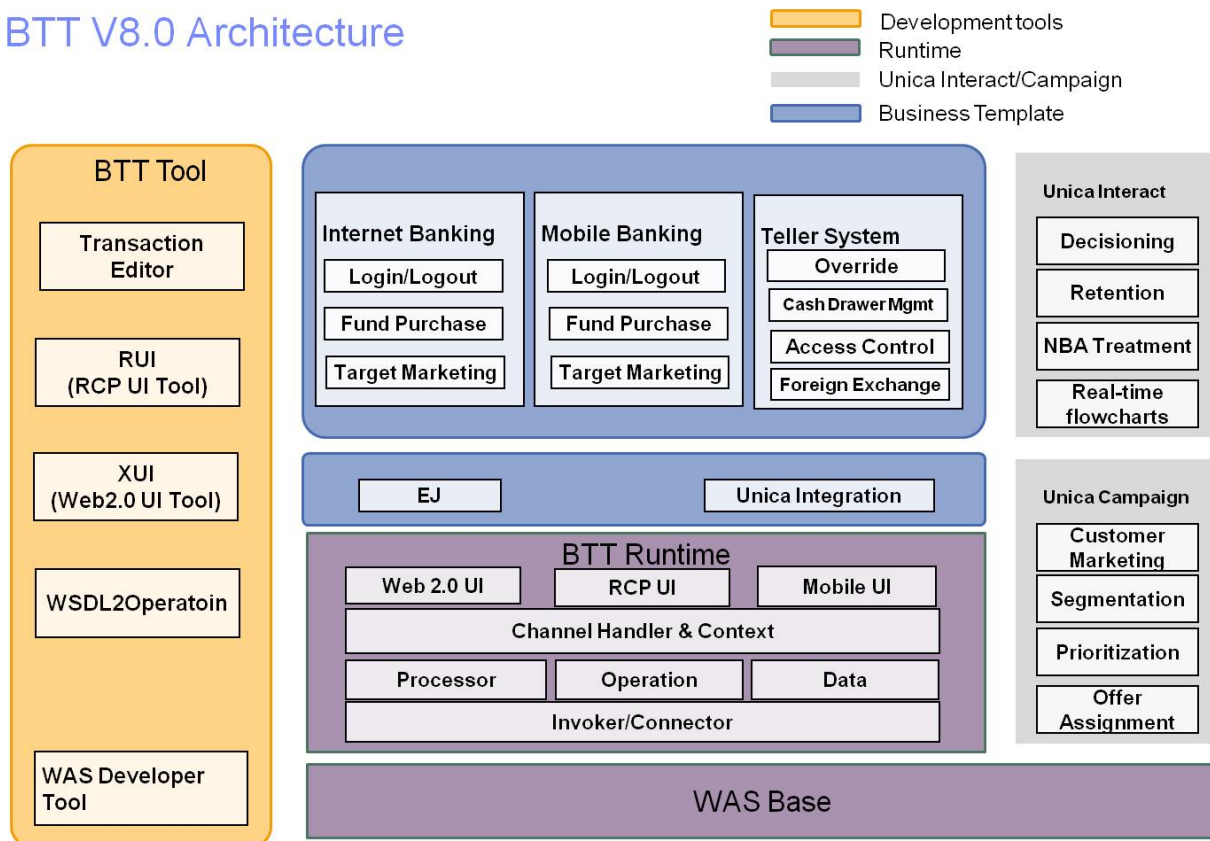 BTT V8.0 Architecture
Development tools
Runtime
Unica Interact/Campaign
Business Template
BTT Tool
Transaction
Editor
RUI
(RCP UI Tool)
XUI
(Web2.0 UI Tool)
WSDL2Operatoin
WAS Developer
Tool
Internet Banking
Login/Logout
Fund Purchase
Target Marketing
Mobile Banking
Login/Logout
Fund Purchase
Target Marketing
Teller System
Override
Cash Drawer Mgmt
Access Control
Foreign Exchange
EJ
Unica Integration
BTT Runtime
Web 2.0 UI
RCP UI
Mobile UI
Channel Handler & Context
Processor
Operation
Data
Invoker/Connector
WAS Base
Unica Interact
Decisioning
Retention
NBA Treatment
Real-time
flowcharts
Unica Campaign
Customer
Marketing
Segmentation
Prioritization
Offer
Assignment